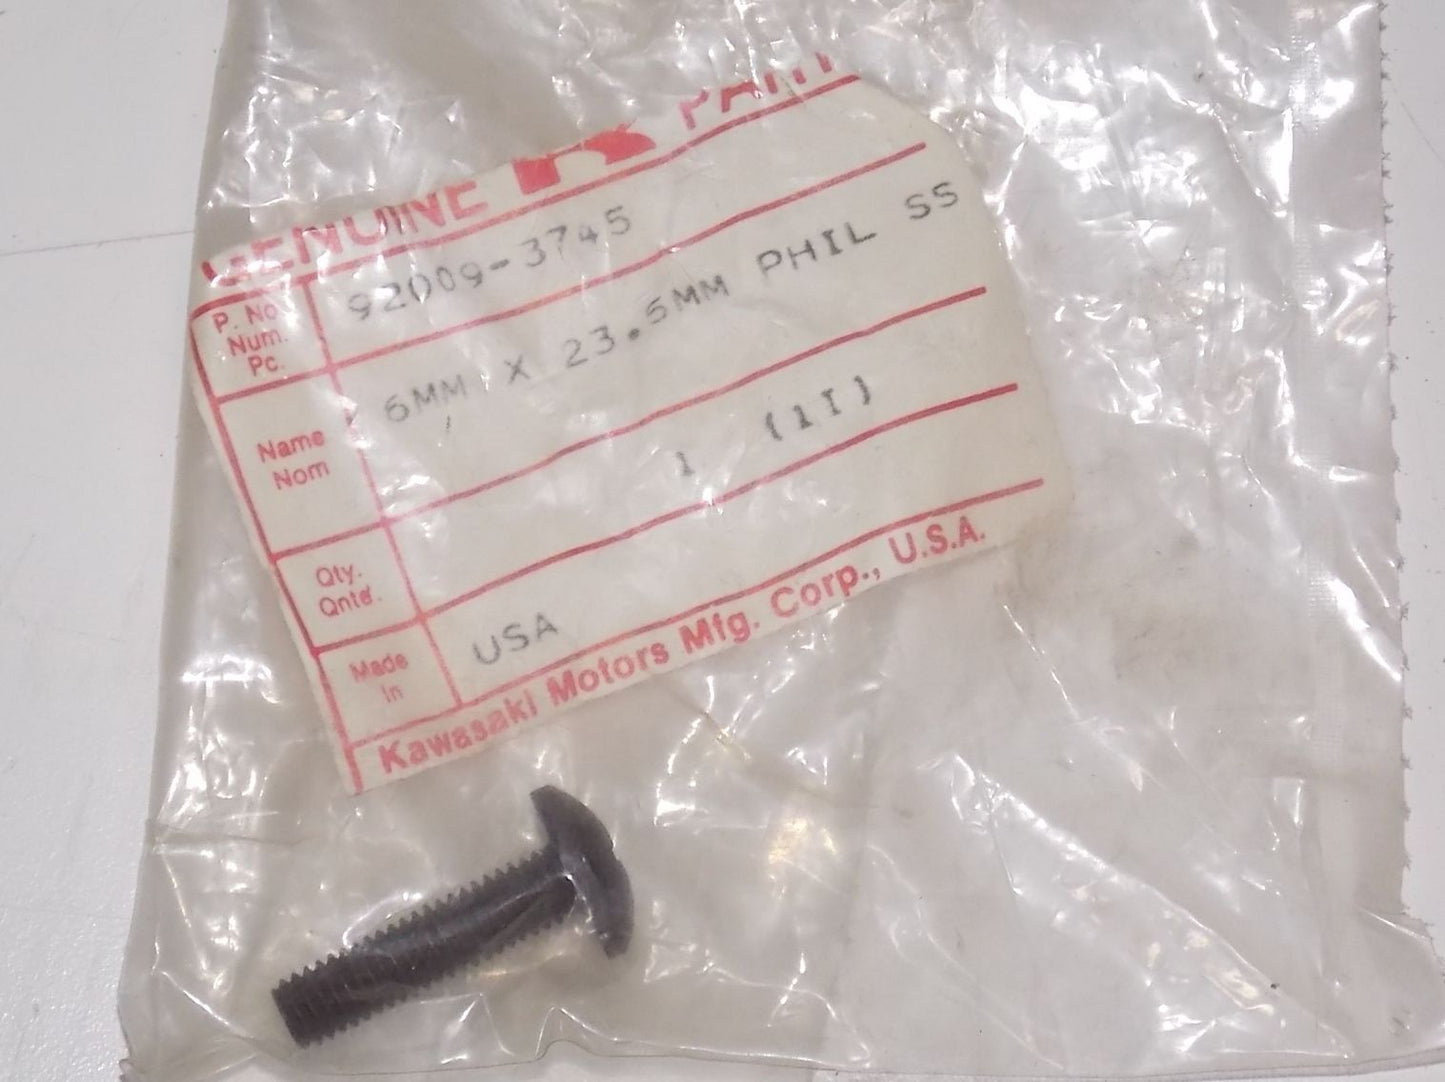 GENUINE K PART
P. No. 92009-3745
Num.
Pc.
Name 6MM X 23.5MM PHIL SS
Nom
Qty. 1 (1I)
Qnté.
Made USA
In
Kawasaki Motors Mfg. Corp., U.S.A.